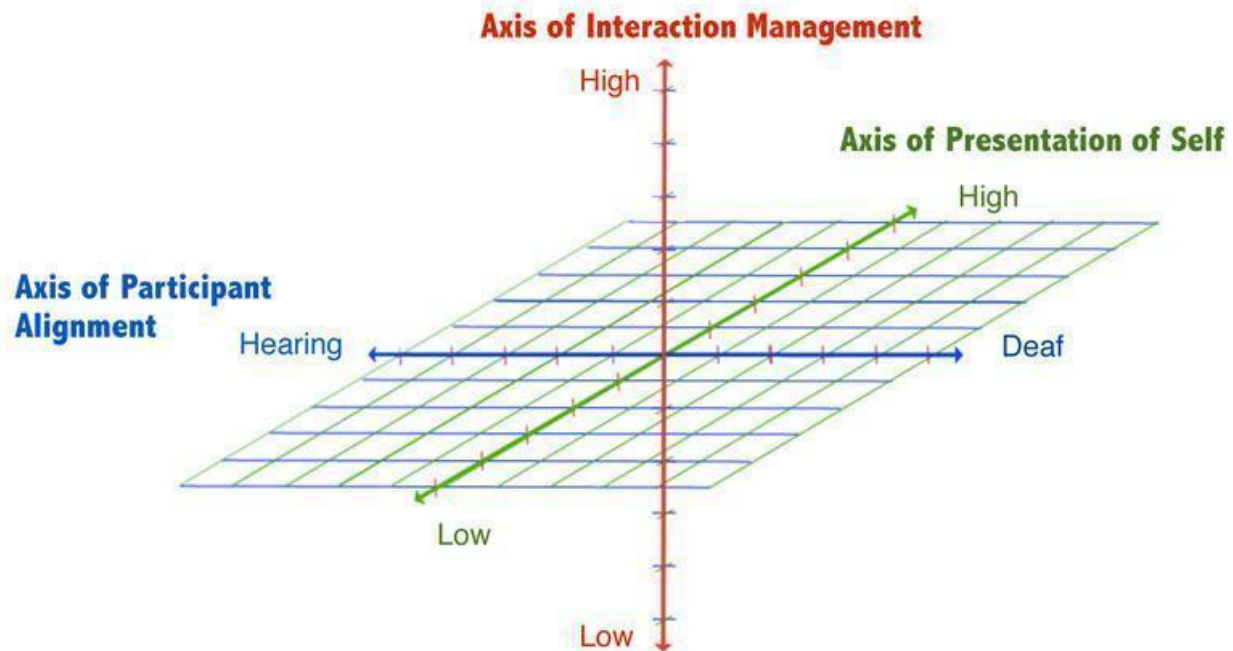 Axis of Interaction Management
High
Axis of Presentation of Self
High
Axis of Participant
Alignment
Hearing
Deaf
Low
Low